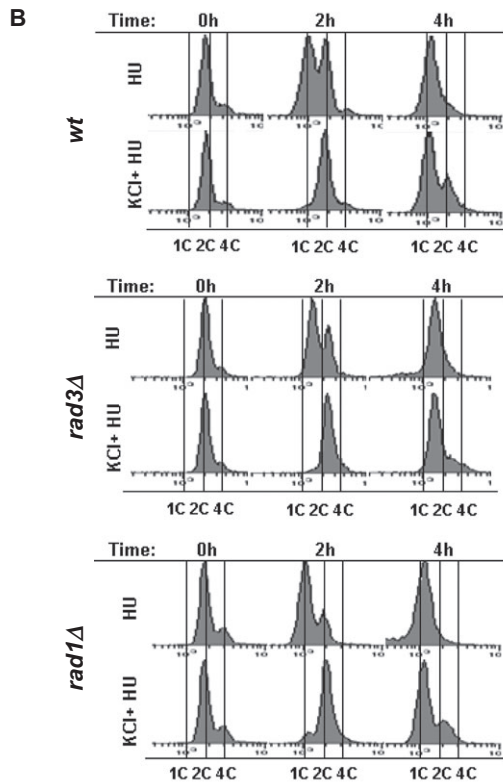 B
Time: 0h 2h 4h
wt
HU
KCl+ HU
1C 2C 4C 1C 2C 4C 1C 2C 4C
Time: 0h 2h 4h
rad3Δ
HU
KCl+ HU
1C 2C 4C 1C 2C 4C 1C 2C 4C
Time: 0h 2h 4h
rad1Δ
HU
KCl+ HU
1C 2C 4C 1C 2C 4C 1C 2C 4C